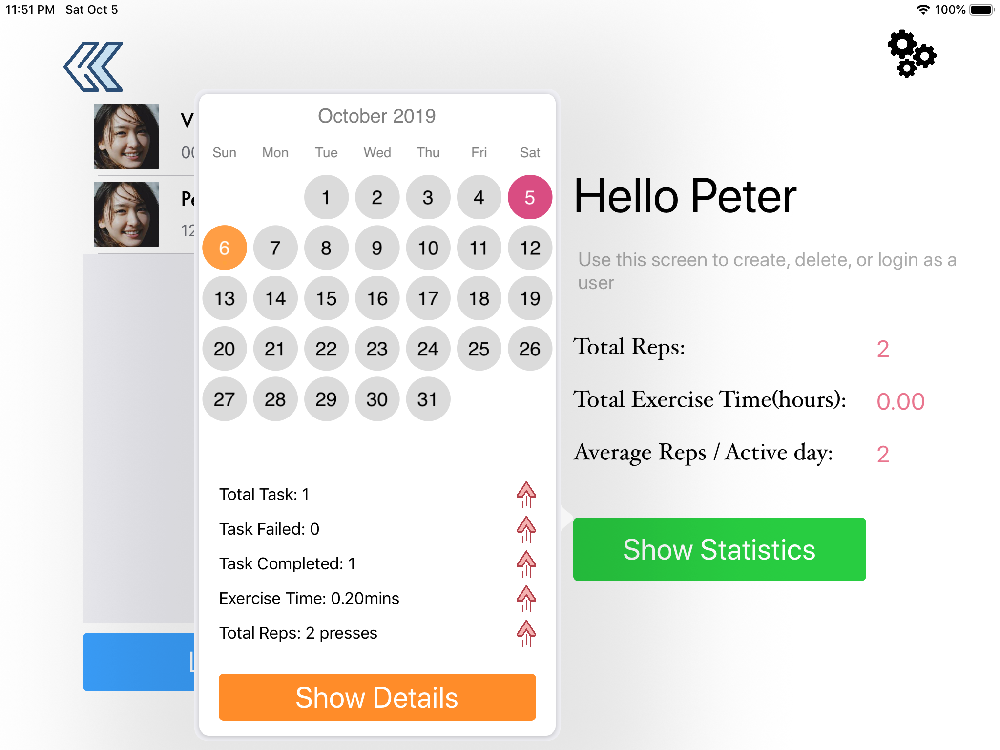 11:51 PM Sat Oct 5
100%
V
October 2019
Sun Mon Tue Wed Thu Fri Sat
1 2 3 4 5
6 7 8 9 10 11 12
13 14 15 16 17 18 19
20 21 22 23 24 25 26
27 28 29 30 31
Total Task: 1
Task Failed: 0
Task Completed: 1
Exercise Time: 0.20mins
Total Reps: 2 presses
Show Details
Hello Peter
Use this screen to create, delete, or login as a
user
Total Reps: 2
Total Exercise Time(hours): 0.00
Average Reps / Active day: 2
Show Statistics